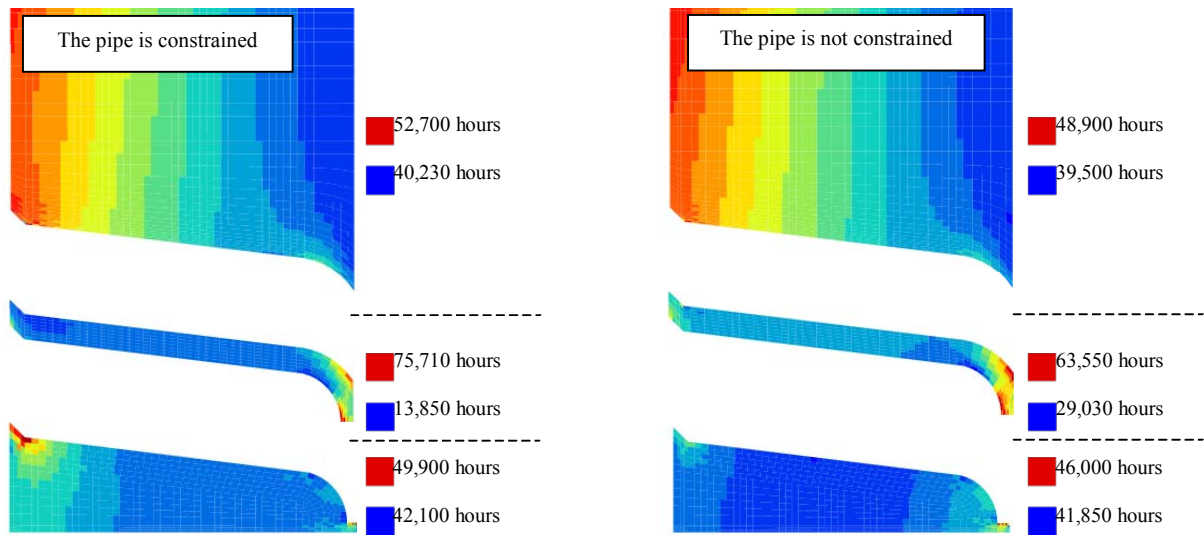 The pipe is constrained
52,700 hours
40,230 hours
75,710 hours
13,850 hours
49,900 hours
42,100 hours
The pipe is not constrained
48,900 hours
39,500 hours
63,550 hours
29,030 hours
46,000 hours
41,850 hours